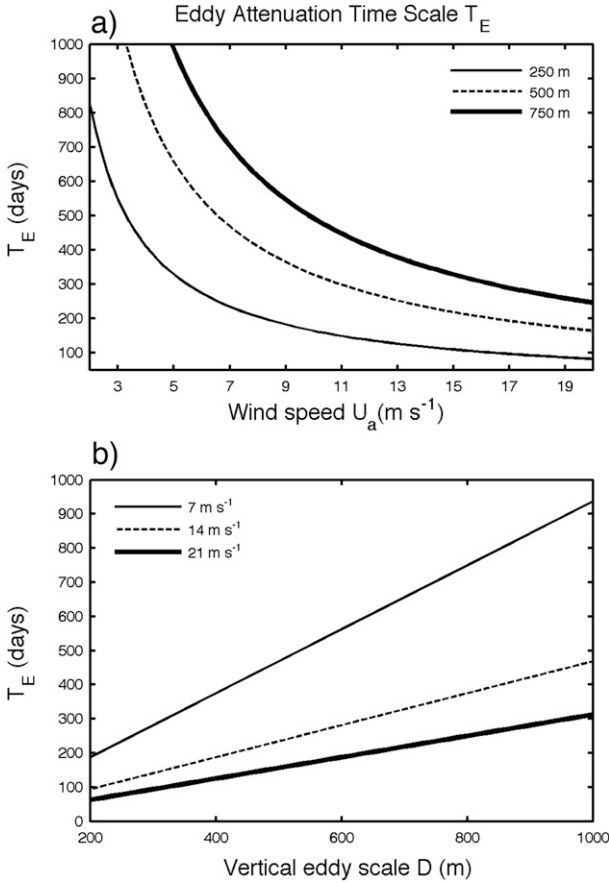 a)
Eddy Attenuation Time Scale T_E
1000
900
800
700
600
500
400
300
200
100
T_E (days)
250 m
500 m
750 m
3 5 7 9 11 13 15 17 19
Wind speed U_a(m s⁻¹)
b)
1000
900
800
700
600
500
400
300
200
100
0
T_E (days)
7 m s⁻¹
14 m s⁻¹
21 m s⁻¹
200 400 600 800 1000
Vertical eddy scale D (m)